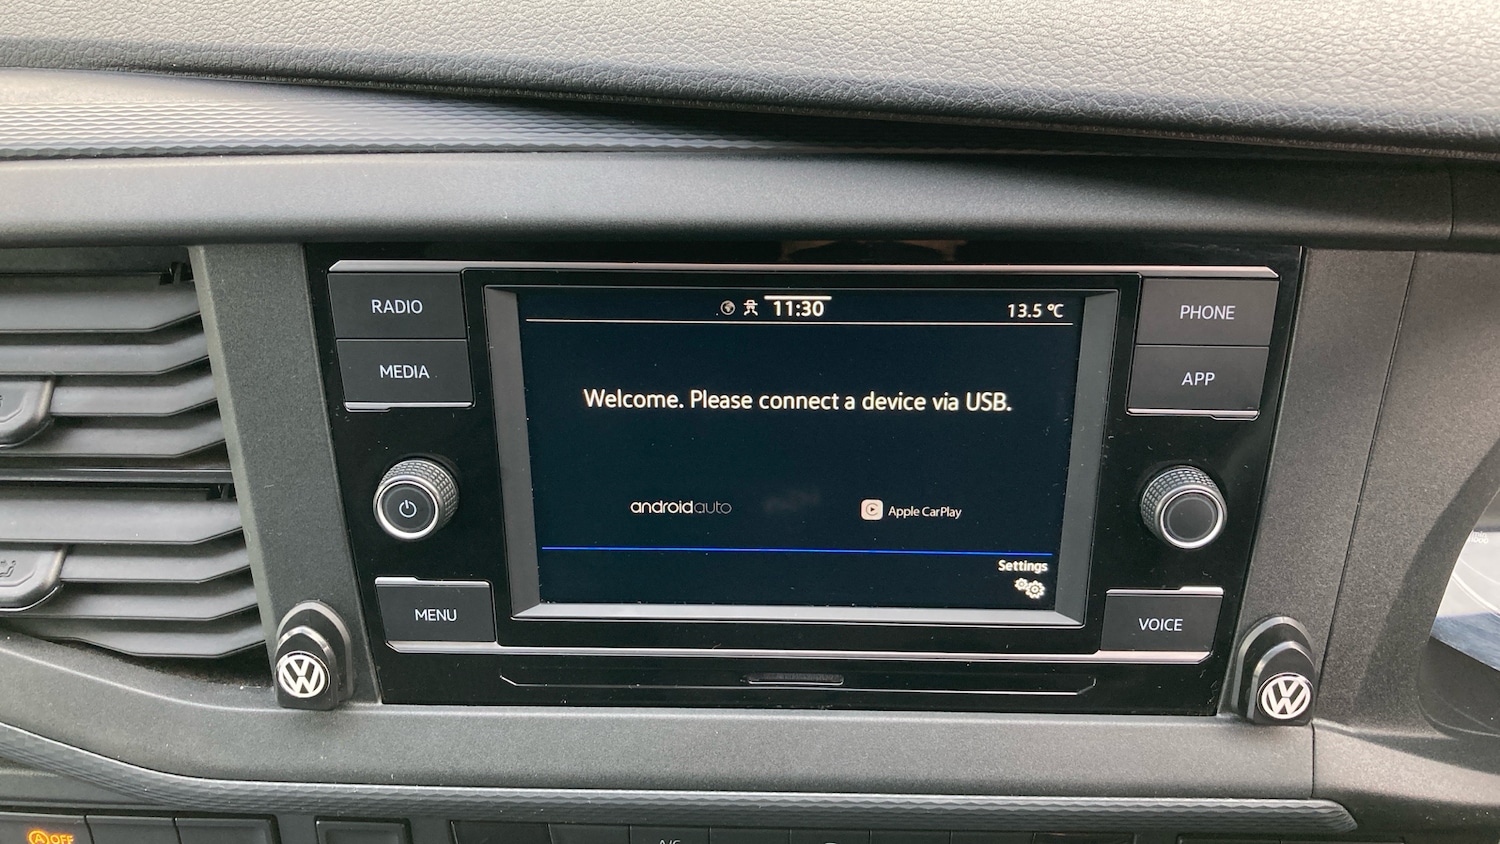 RADIO
MEDIA
11:30
13.5 °C
PHONE
APP
Welcome. Please connect a device via USB.
androidauto
Apple CarPlay
Settings
MENU
VOICE
A OFF
A/C